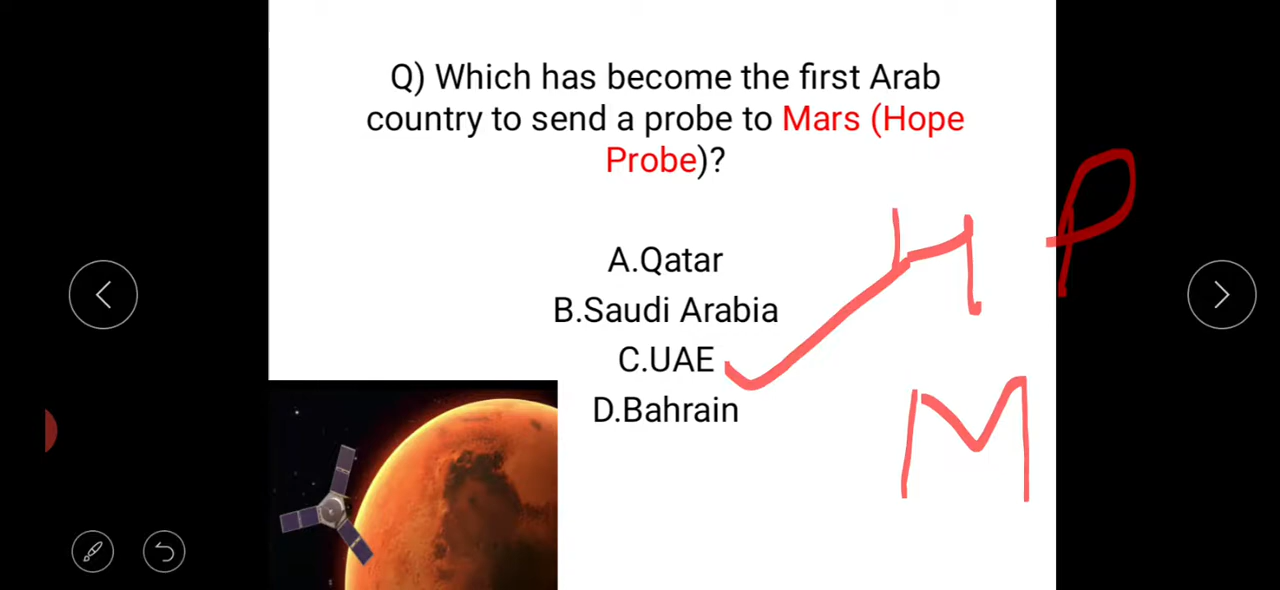 Q) Which has become the first Arab
country to send a probe to Mars (Hope
Probe)?
A.Qatar
B.Saudi Arabia
C.UAE
D.Bahrain
H P
M